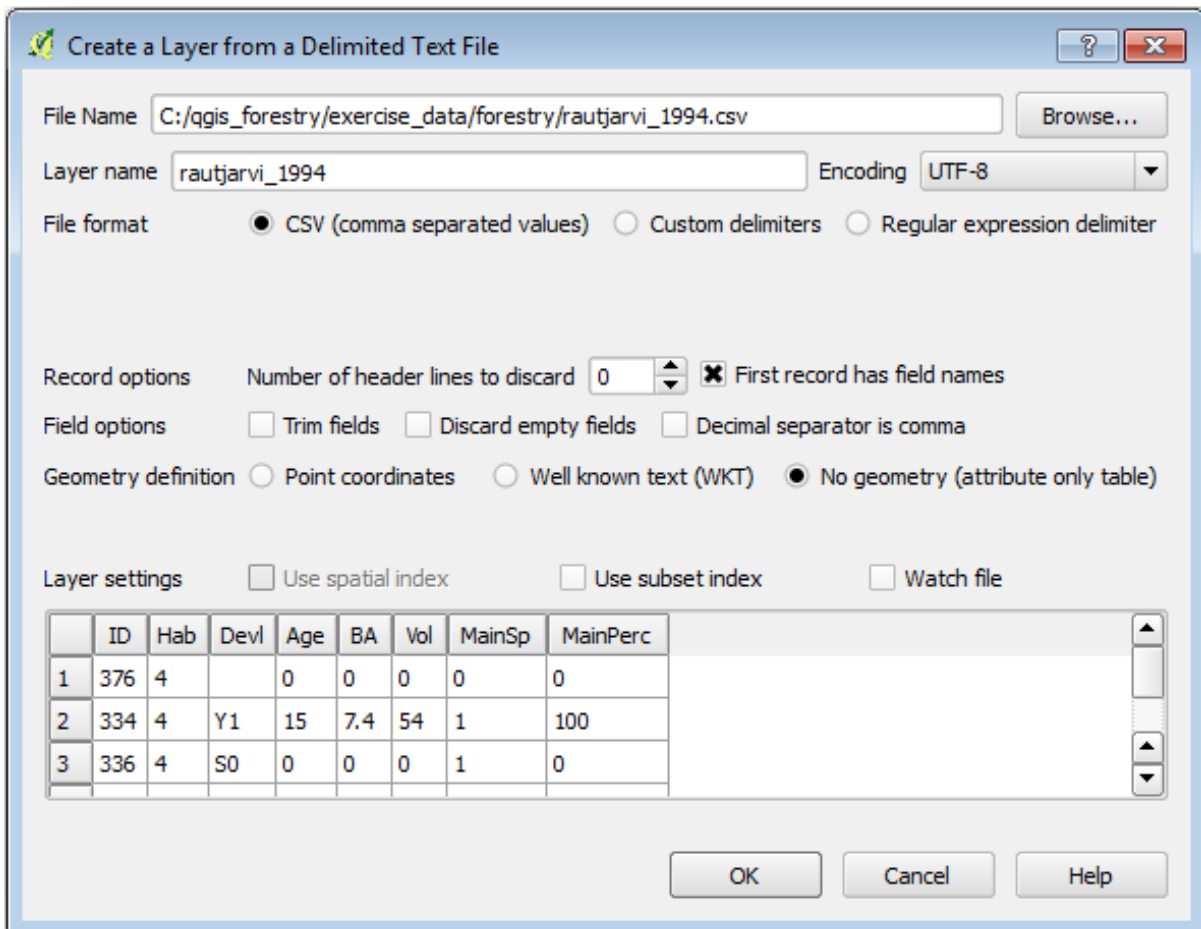 Create a Layer from a Delimited Text File ?
File Name C:/qgis_forestry/exercise_data/forestry/rautjarvi_1994.csv Browse...
Layer name rautjarvi_1994 Encoding UTF-8
File format CSV (comma separated values) Custom delimiters Regular expression delimiter
Record options Number of header lines to discard 0 First record has field names
Field options Trim fields Discard empty fields Decimal separator is comma
Geometry definition Point coordinates Well known text (WKT) No geometry (attribute only table)
Layer settings Use spatial index Use subset index Watch file
ID Hab Devl Age BA Vol MainSp MainPerc
1 376 4 0 0 0 0 0
2 334 4 Y1 15 7.4 54 1 100
3 336 4 S0 0 0 0 1 0
OK Cancel Help